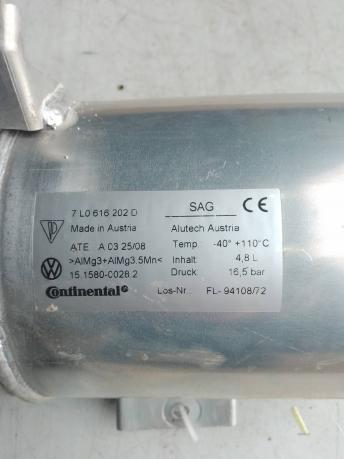 7 L0 616 202 D SAG CE
Made in Austria Alutech Austria
ATE A 03 25/08 Temp.: -40° +110°C
>AlMg3+AlMg3.5Mn< Inhalt: 4,8 L
15.1580-0028.2 Druck: 16,5 bar
Continental Los-Nr.: FL- 94108/72